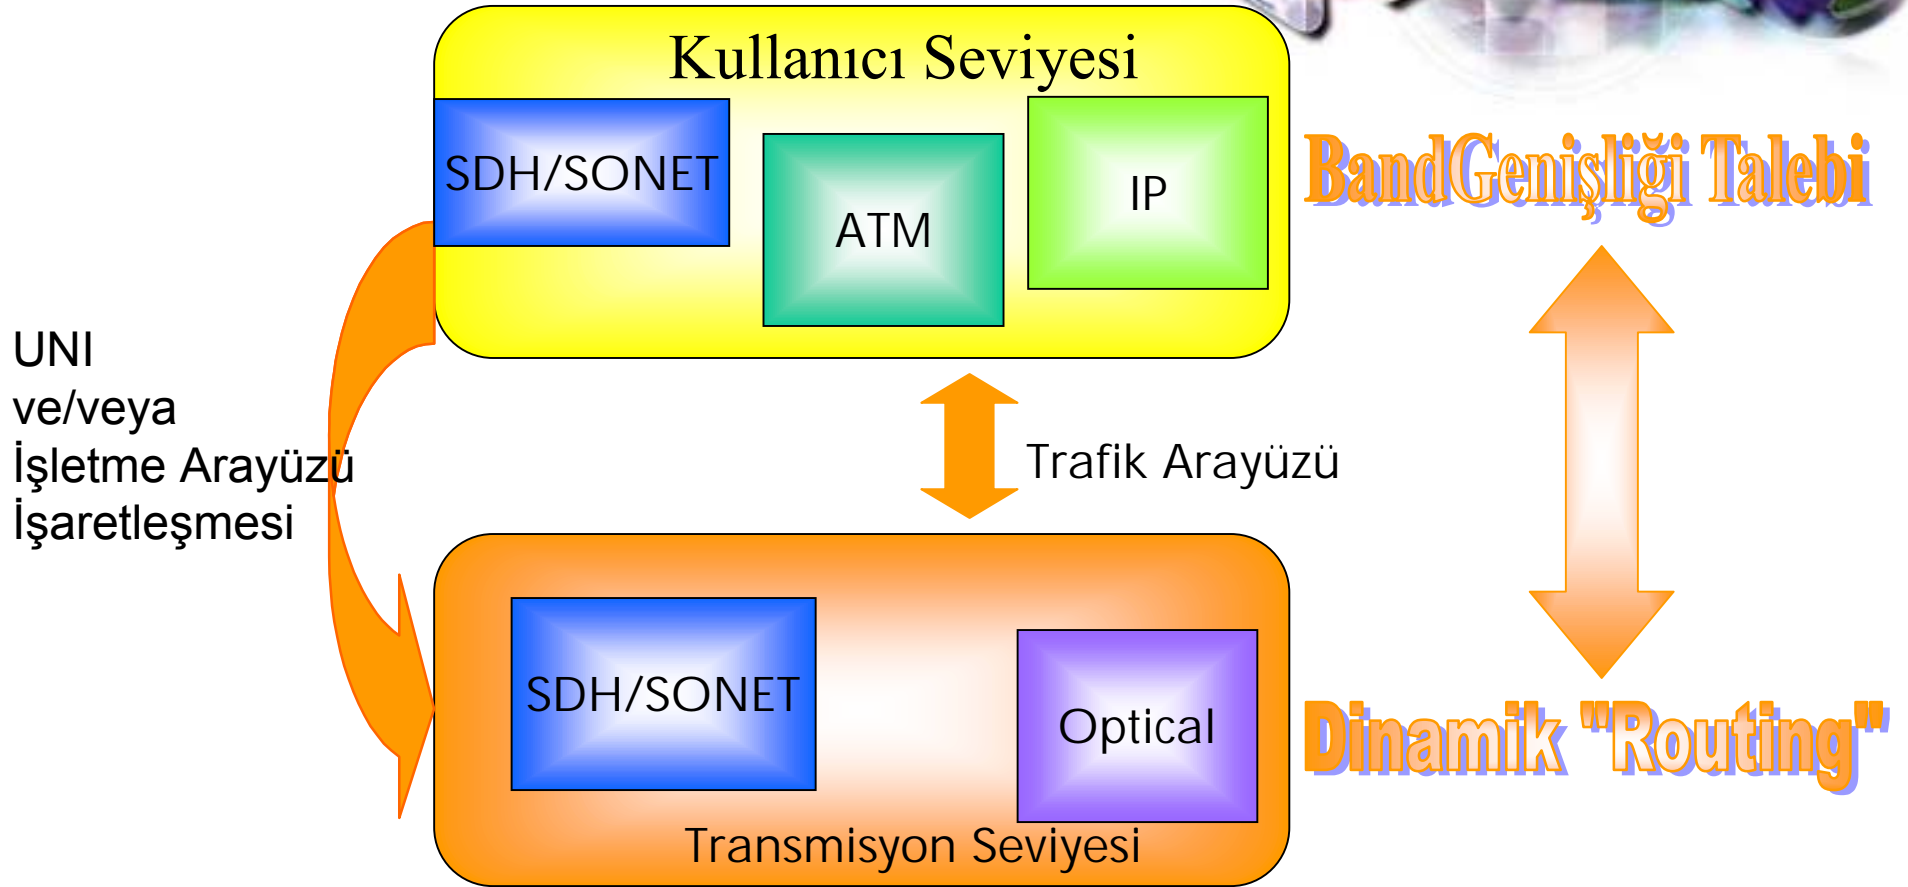 Kullanıcı Seviyesi
SDH/SONET
ATM
IP
BandGenişliği Talebi
UNI
ve/veya
İşletme Arayüzü
İşaretleşmesi
Trafik Arayüzü
SDH/SONET
Optical
Dinamik "Routing"
Transmisyon Seviyesi